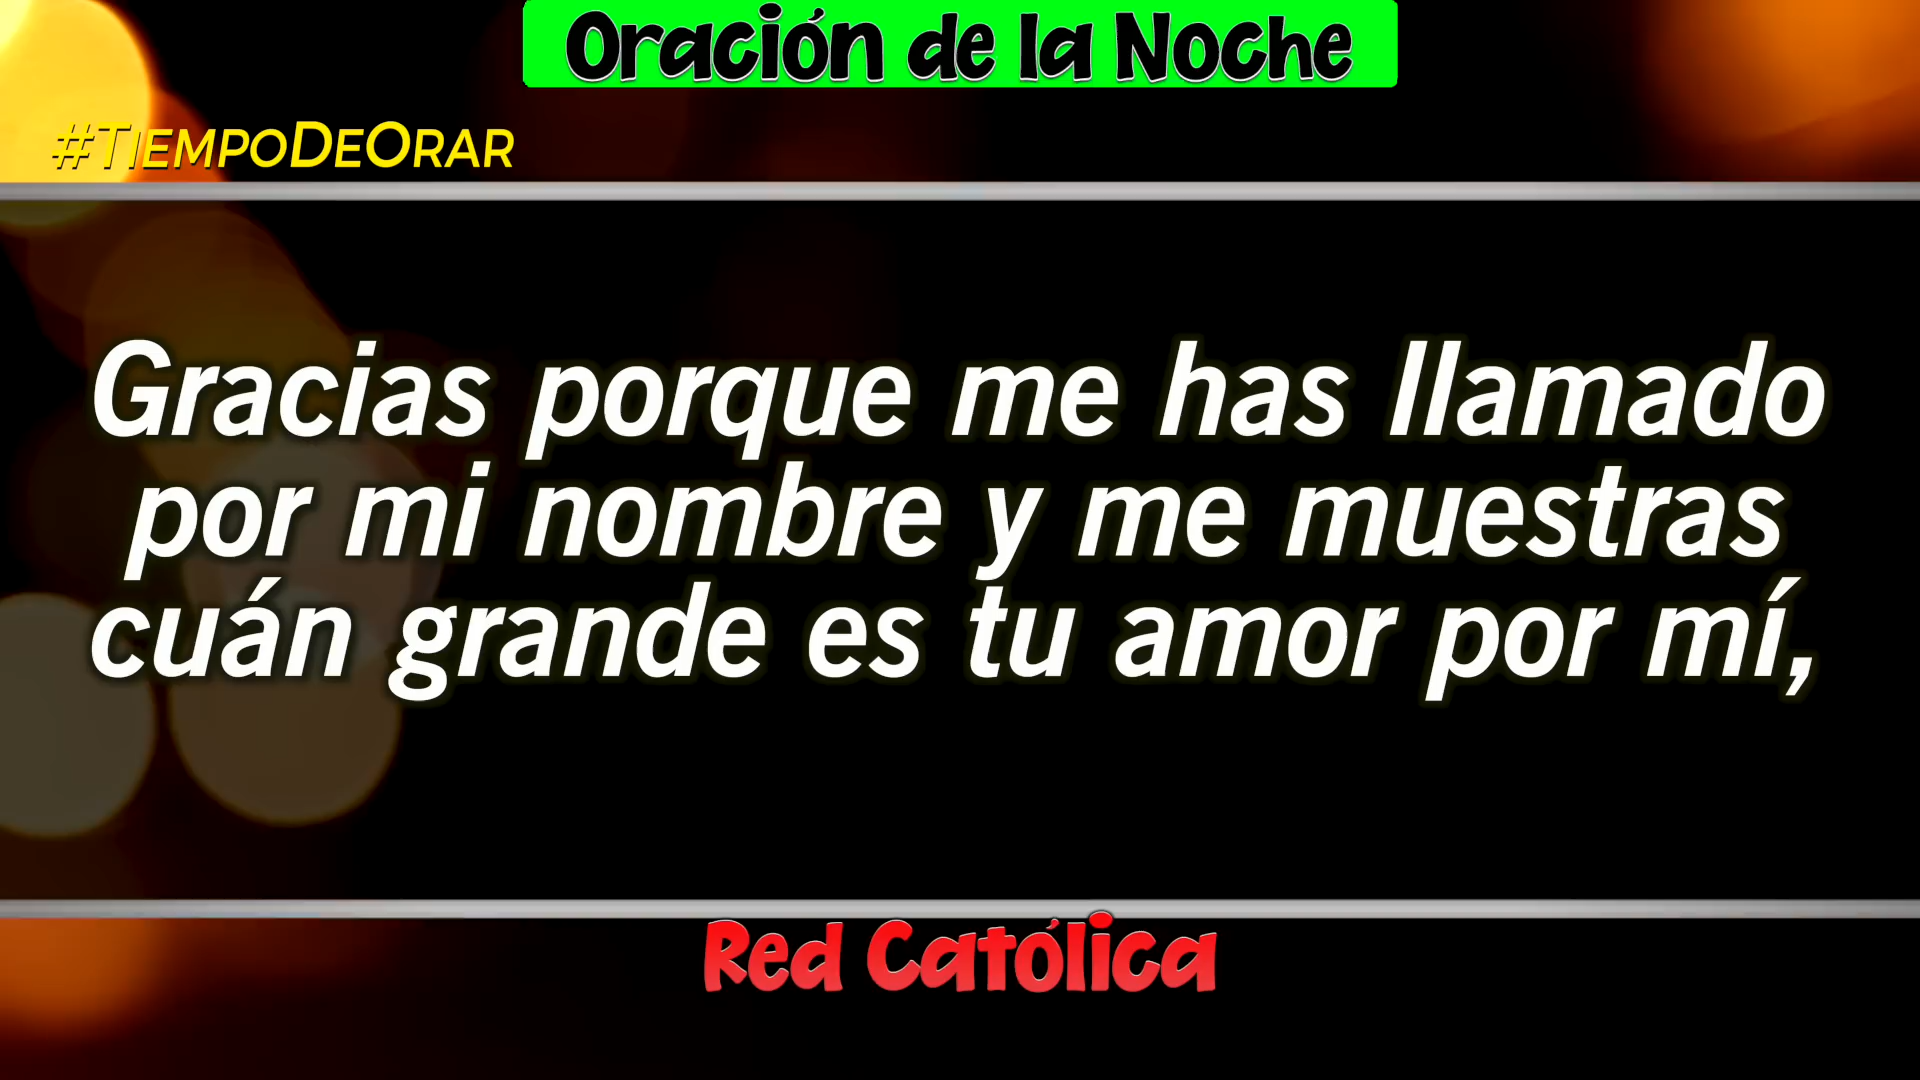 Oración de la Noche
#TiempoDeOrar
Gracias porque me has llamado
por mi nombre y me muestras
cuán grande es tu amor por mí,
Red Católica